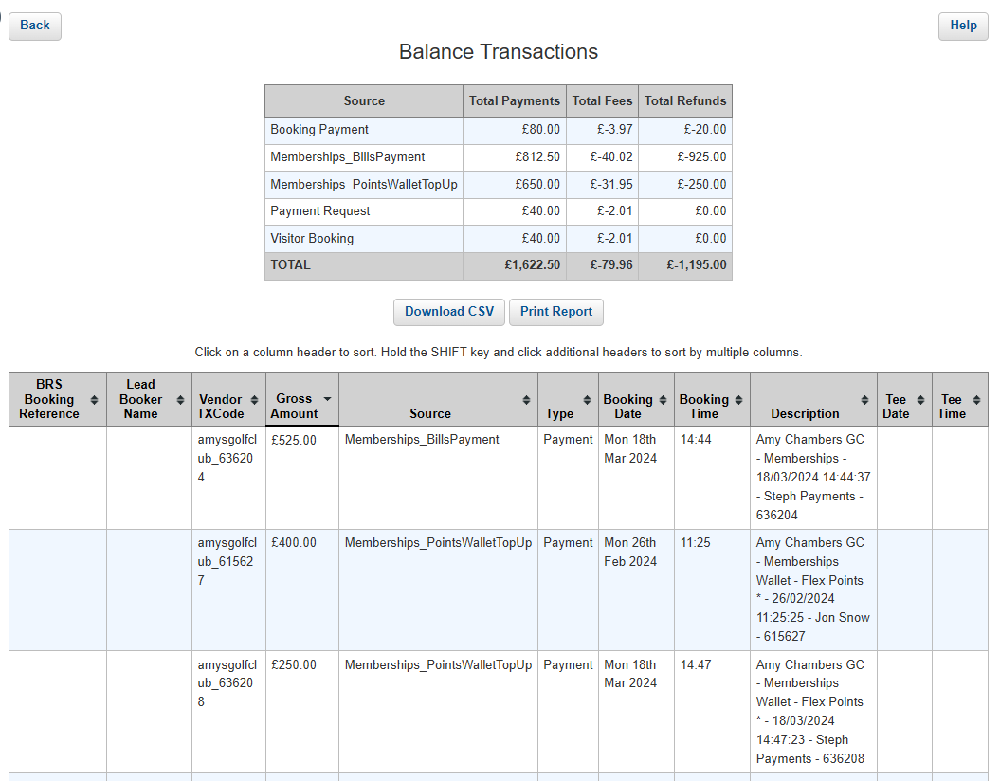 Back
Help
Balance Transactions
Source Total Payments Total Fees Total Refunds
Booking Payment £80.00 £-3.97 £-20.00
Memberships_BillsPayment £812.50 £-40.02 £-925.00
Memberships_PointsWalletTopUp £650.00 £-31.95 £-250.00
Payment Request £40.00 £-2.01 £0.00
Visitor Booking £40.00 £-2.01 £0.00
TOTAL £1,622.50 £-79.96 £-1,195.00
Download CSV Print Report
Click on a column header to sort. Hold the SHIFT key and click additional headers to sort by multiple columns.
BRS
Booking
Reference
Lead
Booker
Name
Vendor
TXCode
Gross
Amount
Source
Type
Booking
Date
Booking
Time
Description
Tee
Date
Tee
Time
amysgolfcl
ub_63620
4
£525.00
Memberships_BillsPayment
Payment
Mon 18th
Mar 2024
14:44
Amy Chambers GC
- Memberships -
18/03/2024 14:44:37
- Steph Payments -
636204
amysgolfcl
ub_61562
7
£400.00
Memberships_PointsWalletTopUp
Payment
Mon 26th
Feb 2024
11:25
Amy Chambers GC
- Memberships
Wallet - Flex Points
* - 26/02/2024
11:25:25 - Jon Snow
- 615627
amysgolfcl
ub_63620
8
£250.00
Memberships_PointsWalletTopUp
Payment
Mon 18th
Mar 2024
14:47
Amy Chambers GC
- Memberships
Wallet - Flex Points
* - 18/03/2024
14:47:23 - Steph
Payments - 636208